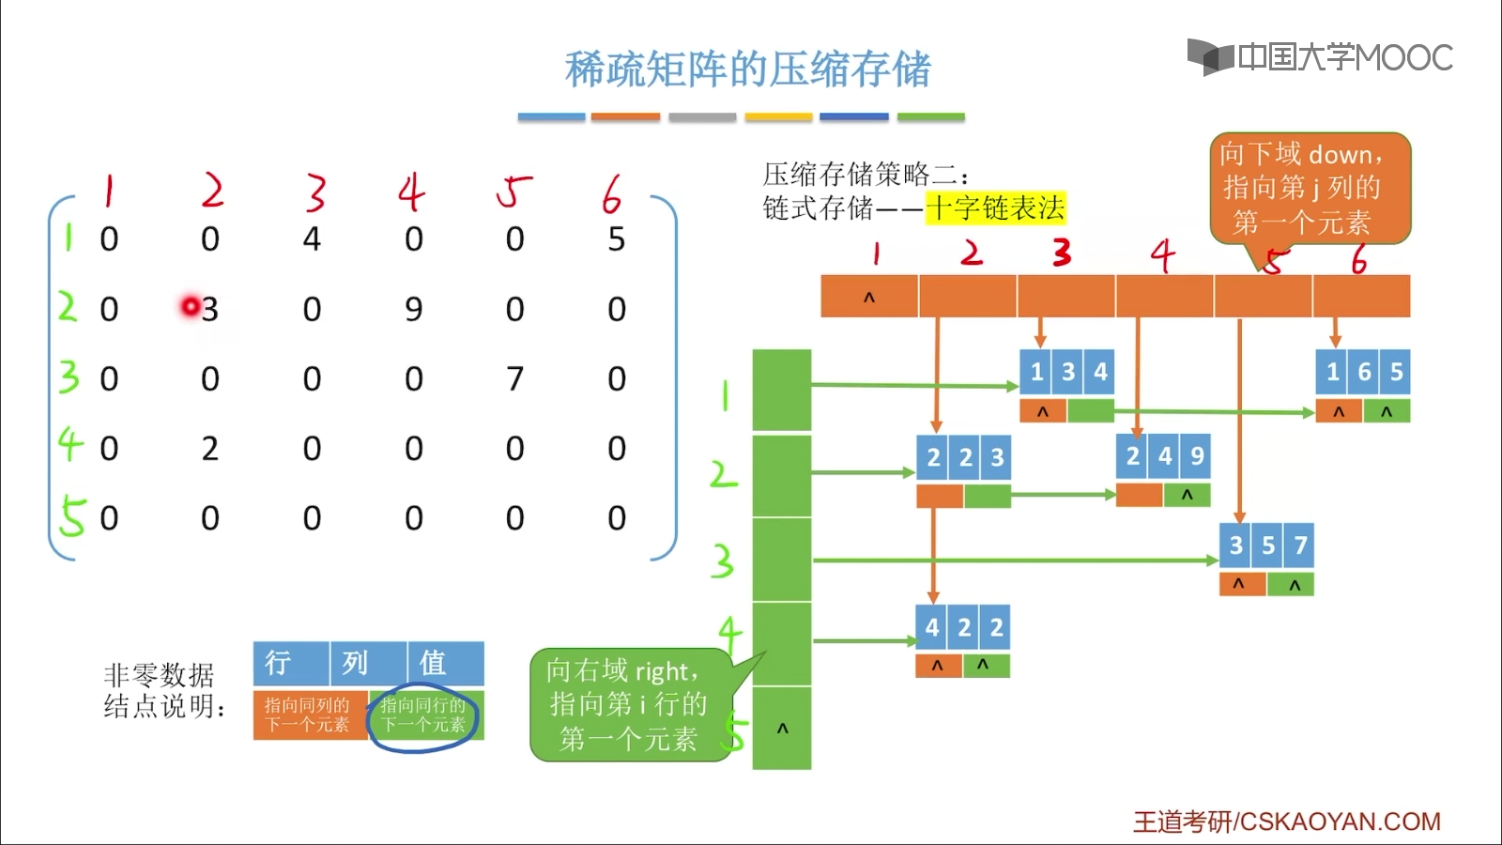 稀疏矩阵的压缩存储
中国大学MOOC
1 2 3 4 5 6
1 0 0 4 0 0 5
2 0 3 0 9 0 0
3 0 0 0 0 7 0
4 0 2 0 0 0 0
5 0 0 0 0 0 0
非零数据
结点说明：
行 列 值
指向同列的
下一个元素
指向同行的
下一个元素
压缩存储策略二：
链式存储——十字链表法
向下域 down，
指向第 j 列的
第一个元素
1 2 3 4 5 6
^
1
1 3 4
1 6 5
^
^ ^
2
2 2 3
2 4 9
^
3
3 5 7
^ ^
4
4 2 2
^ ^
5
^
向右域 right，
指向第 i 行的
第一个元素
王道考研/CSKAOYAN.COM